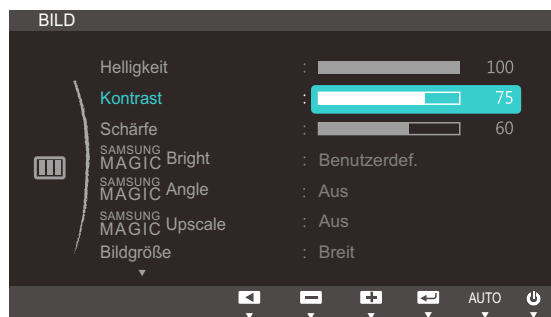 BILD
Helligkeit : 100
Kontrast : 75
Schärfe : 60
SAMSUNG MAGIC Bright : Benutzerdef.
SAMSUNG MAGIC Angle : Aus
SAMSUNG MAGIC Upscale : Aus
Bildgröße : Breit
AUTO